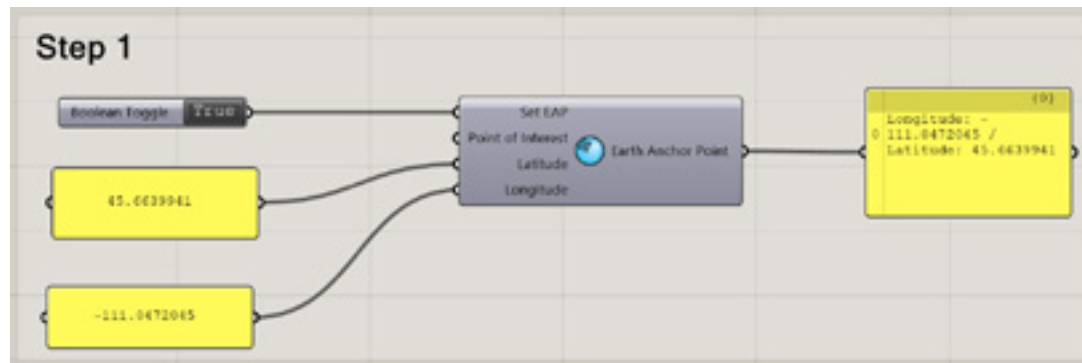 Step 1
Boolean Toggle True
Set EAP
Point of Interest
Latitude
Longitude
Earth Anchor Point
{0}
0 Longitude: -
111.0472045 /
Latitude: 45.6639941
45.6639941
-111.0472045